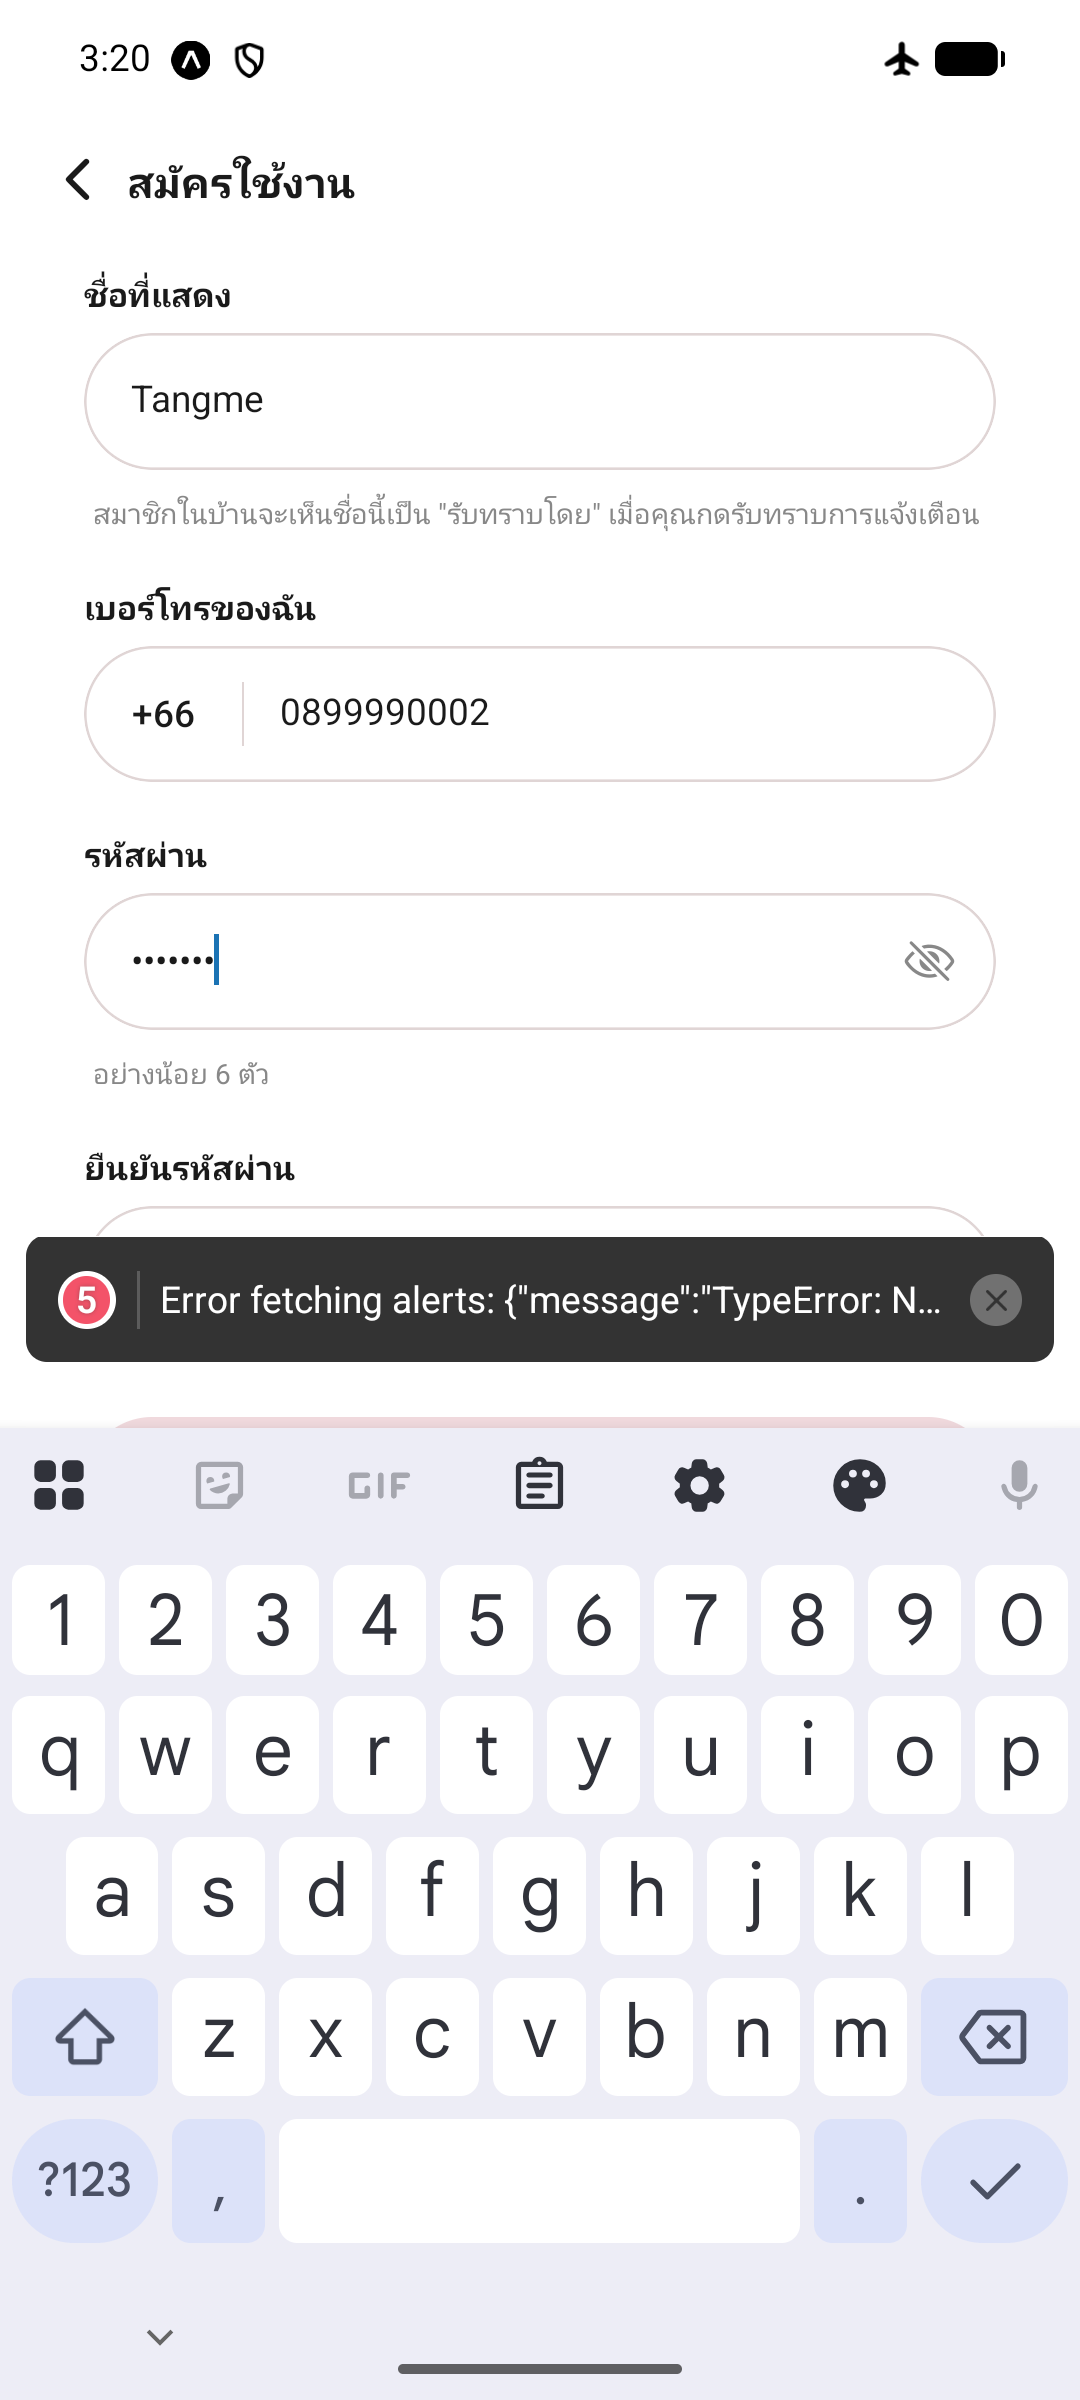 3:20
สมัครใช้งาน
ชื่อที่แสดง
Tangme
สมาชิกในบ้านจะเห็นชื่อนี้เป็น "รับทราบโดย" เมื่อคุณกดรับทราบการแจ้งเตือน
เบอร์โทรของฉัน
+66 0899990002
รหัสผ่าน
•••••••
อย่างน้อย 6 ตัว
ยืนยันรหัสผ่าน
5 Error fetching alerts: {"message":"TypeError: N...
GIF
1 2 3 4 5 6 7 8 9 0
q w e r t y u i o p
a s d f g h j k l
z x c v b n m
?123 , .